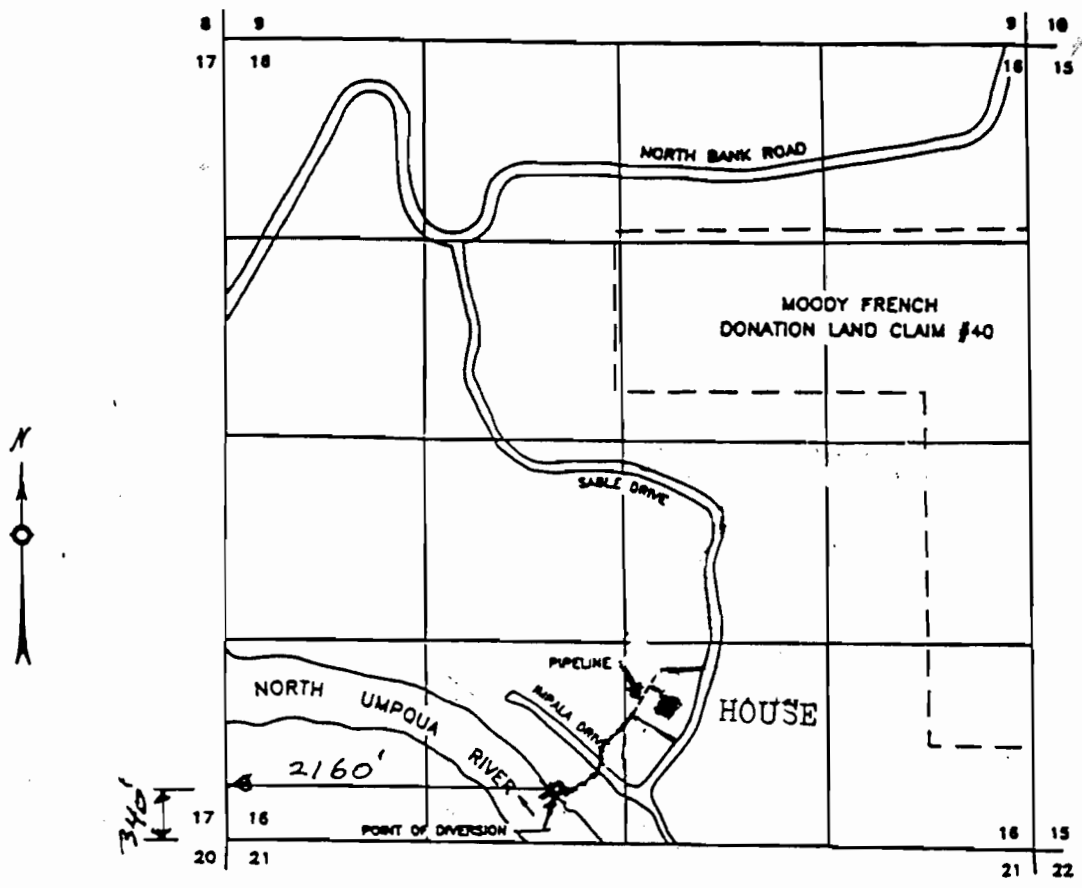 8 9
9 10
17 16
16 15
NORTH BANK ROAD
MOODY FRENCH
DONATION LAND CLAIM #40
N
SABLE DRIVE
PIPELINE
NORTH UMPQUA RIVER
IMPALA DRIVE
HOUSE
2160'
340'
17 16
POINT OF DIVERSION
16 15
20 21
21 22